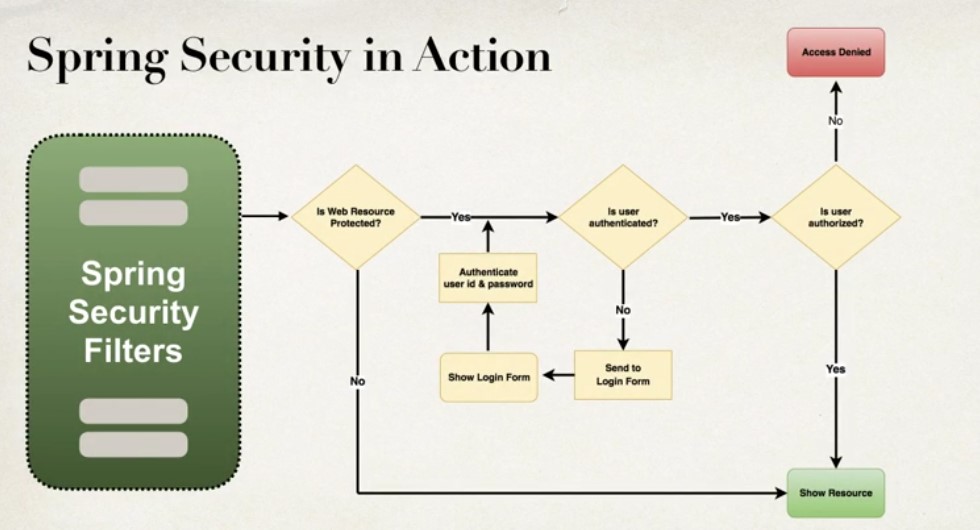 Spring Security in Action
Access Denied
No
Is Web Resource
Protected?
Yes
Is user
authenticated?
Yes
Is user
authorized?
Spring
Security
Filters
Authenticate
user id & password
No
Send to
Login Form
Show Login Form
No
Yes
Show Resource